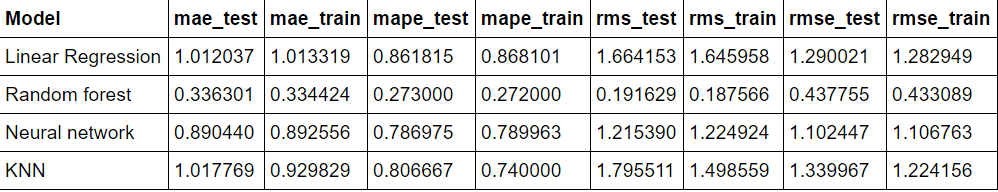 Model mae_test mae_train mape_test mape_train rms_test rms_train rmse_test rmse_train
Linear Regression 1.012037 1.013319 0.861815 0.868101 1.664153 1.645958 1.290021 1.282949
Random forest 0.336301 0.334424 0.273000 0.272000 0.191629 0.187566 0.437755 0.433089
Neural network 0.890440 0.892556 0.786975 0.789963 1.215390 1.224924 1.102447 1.106763
KNN 1.017769 0.929829 0.806667 0.740000 1.795511 1.498559 1.339967 1.224156